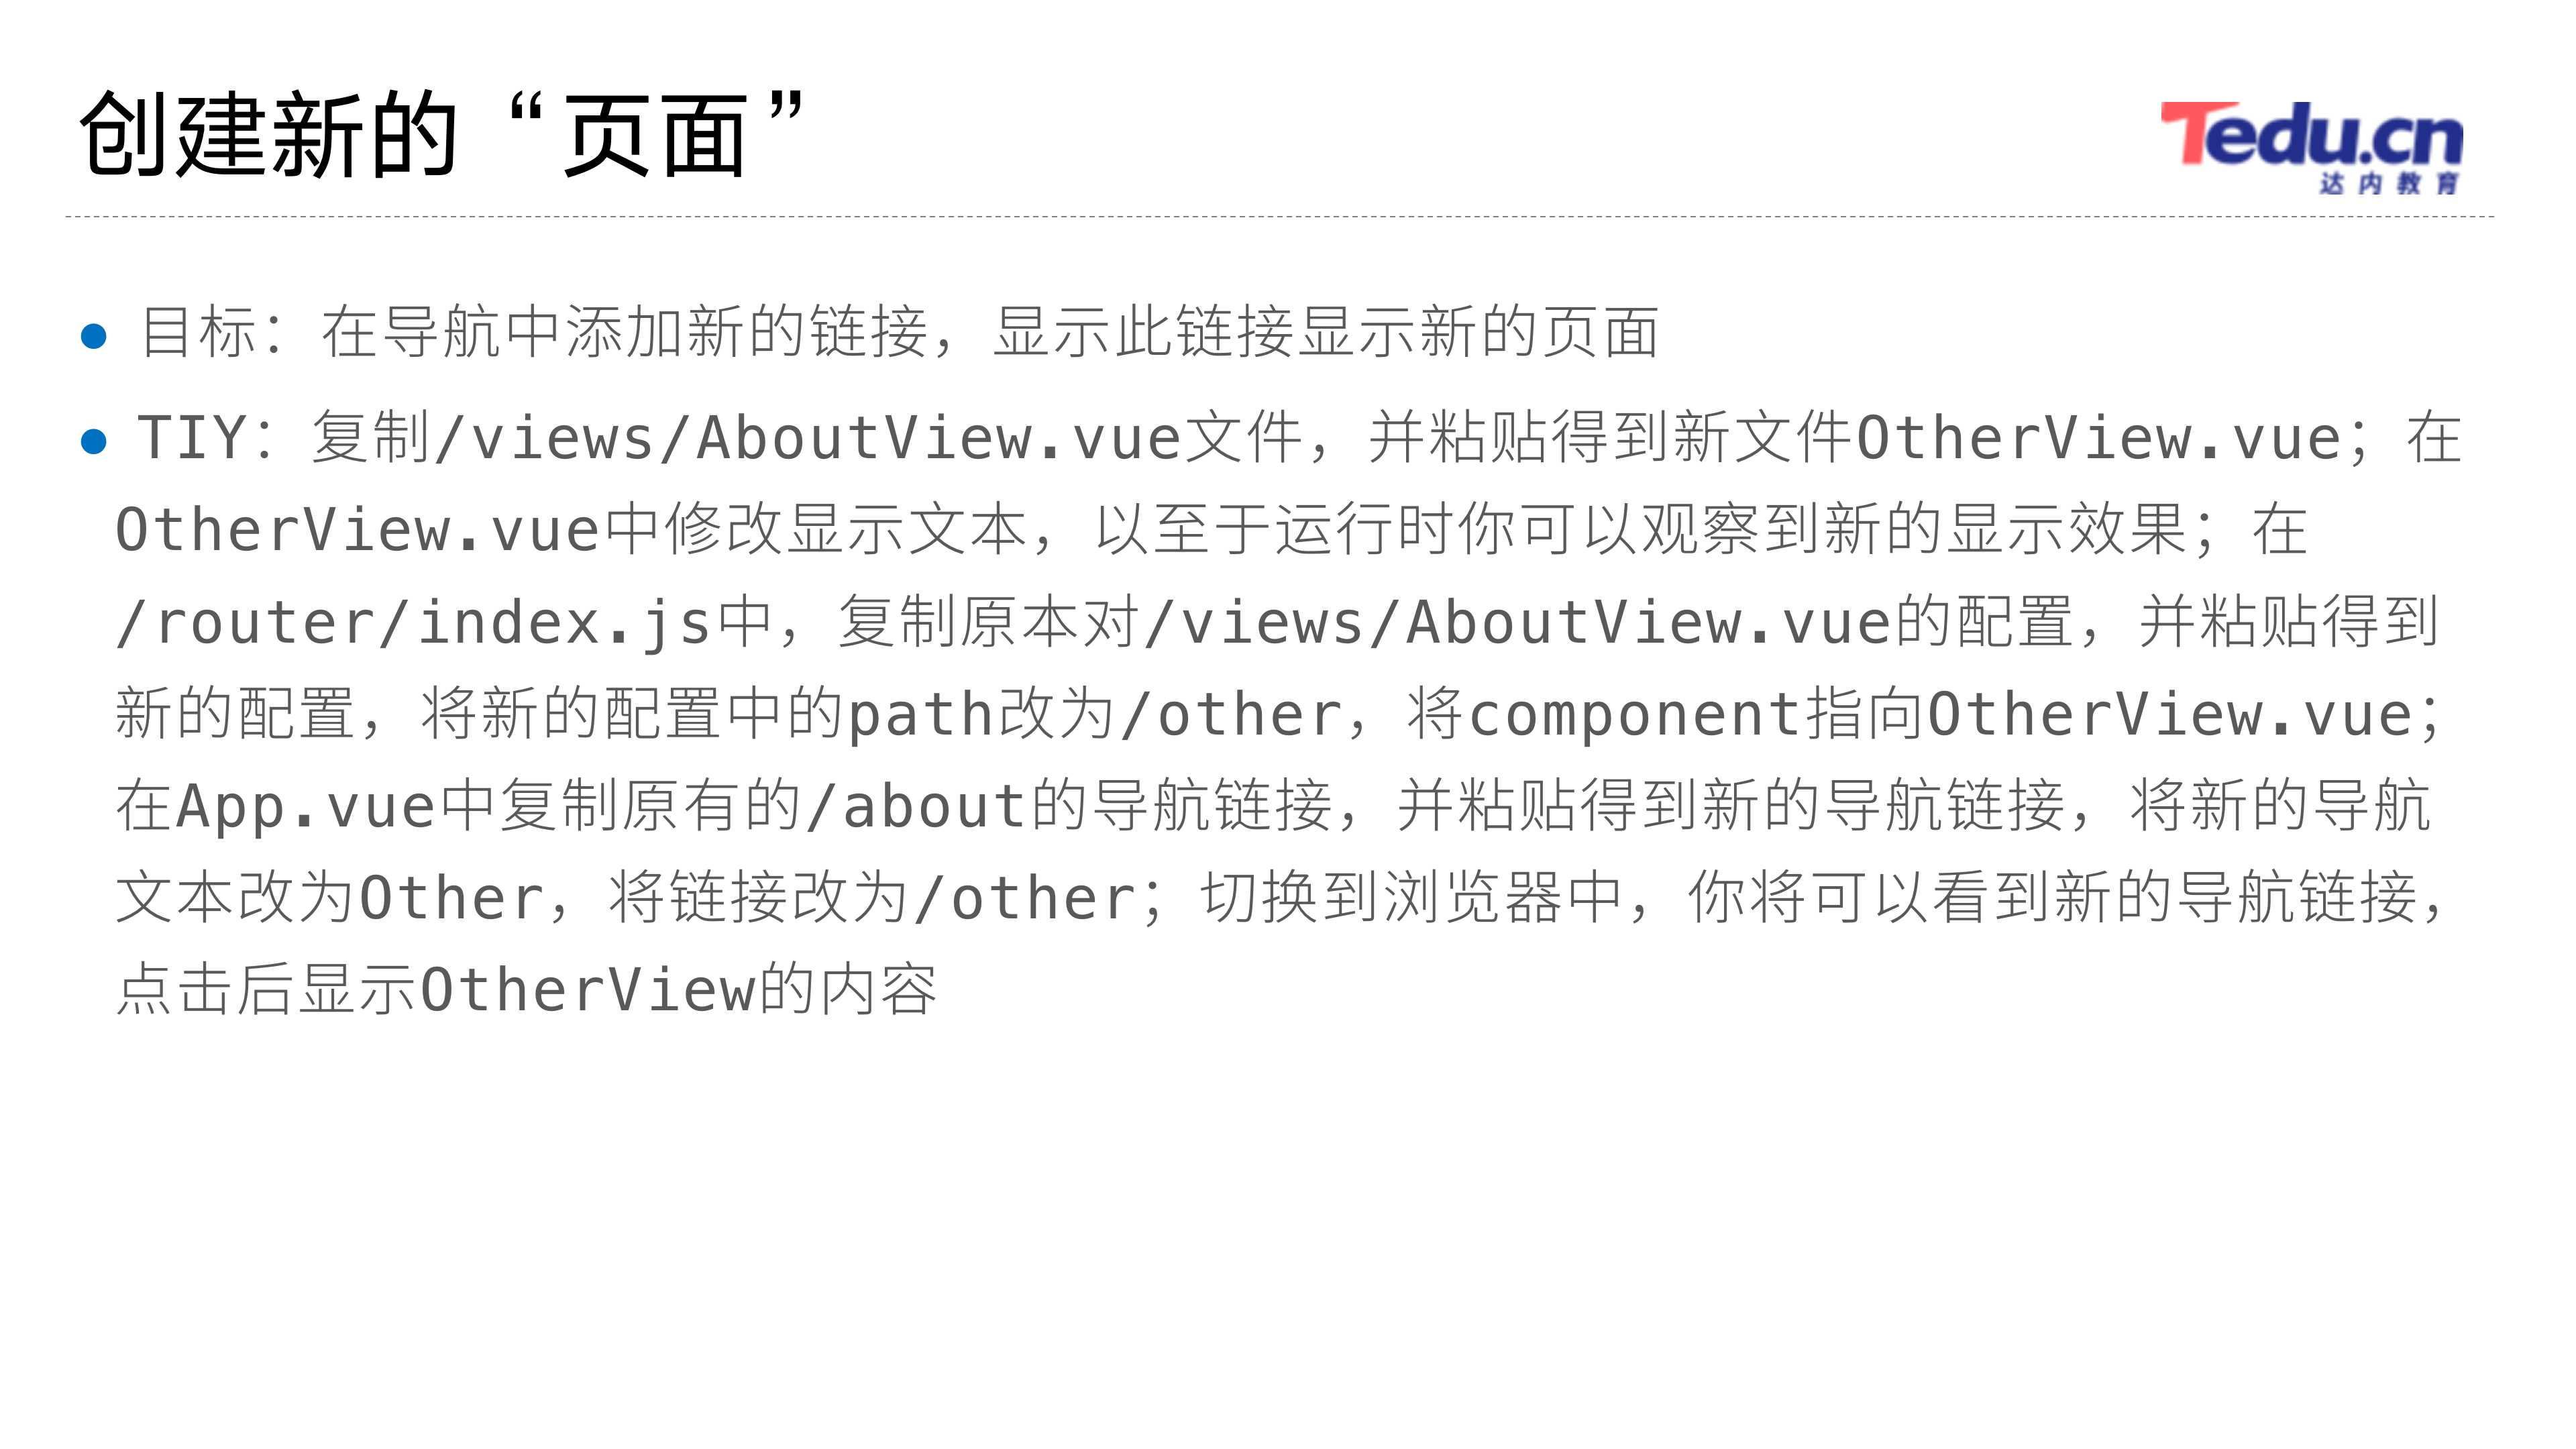 创建新的“页面”
Tedu.cn
达内教育
目标：在导航中添加新的链接，显示此链接显示新的页面
TIY：复制/views/AboutView.vue文件，并粘贴得到新文件OtherView.vue；在
OtherView.vue中修改显示文本，以至于运行时你可以观察到新的显示效果；在
/router/index.js中，复制原本对/views/AboutView.vue的配置，并粘贴得到
新的配置，将新的配置中的path改为/other，将component指向OtherView.vue；
在App.vue中复制原有的/about的导航链接，并粘贴得到新的导航链接，将新的导航
文本改为Other，将链接改为/other；切换到浏览器中，你将可以看到新的导航链接，
点击后显示OtherView的内容